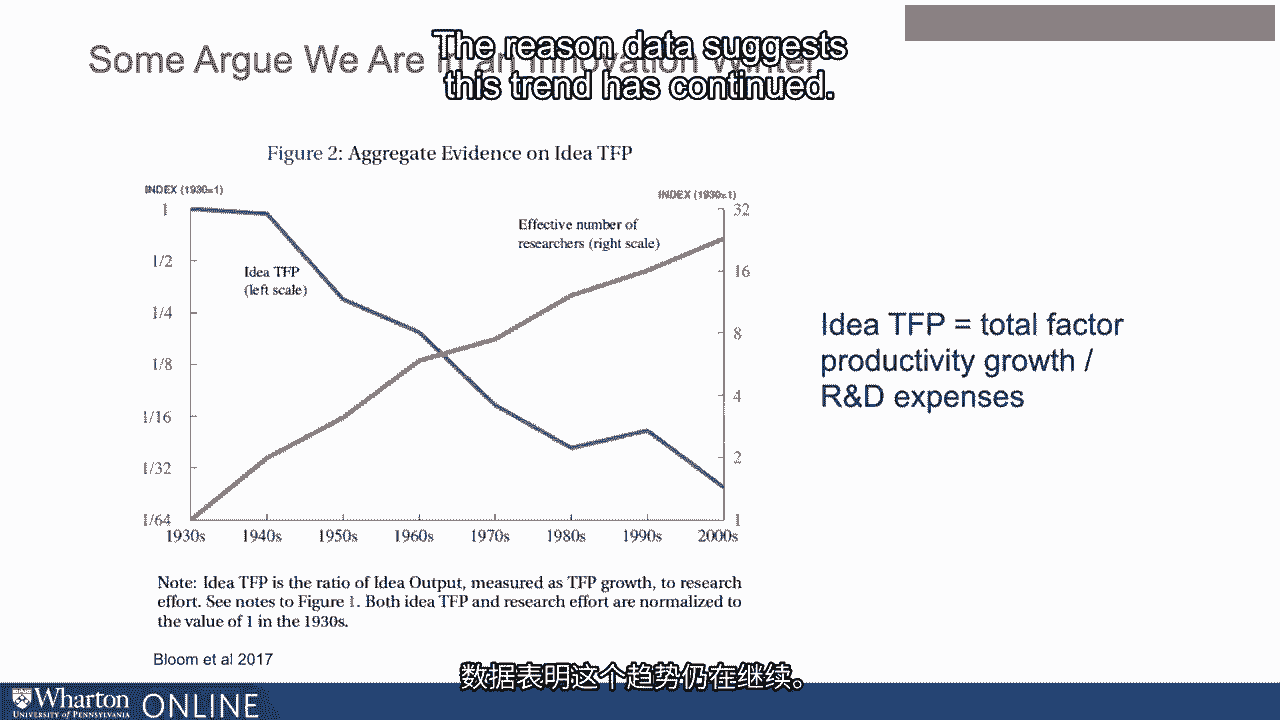 Some Argue We Are in an Innovation Winter
The reason data suggests
this trend has continued.
Figure 2: Aggregate Evidence on Idea TFP
INDEX (1930=1)
INDEX (1930=1)
1
1/2
1/4
1/8
1/16
1/32
1/64
32
16
8
4
2
1
Effective number of
researchers (right scale)
Idea TFP
(left scale)
1930s 1940s 1950s 1960s 1970s 1980s 1990s 2000s
Idea TFP = total factor
productivity growth /
R&D expenses
Note: Idea TFP is the ratio of Idea Output, measured as TFP growth, to research
effort. See notes to Figure 1. Both idea TFP and research effort are normalized to
the value of 1 in the 1930s.
Bloom et al 2017
数据表明这个趋势仍在继续。
Wharton ONLINE
UNIVERSITY of PENNSYLVANIA